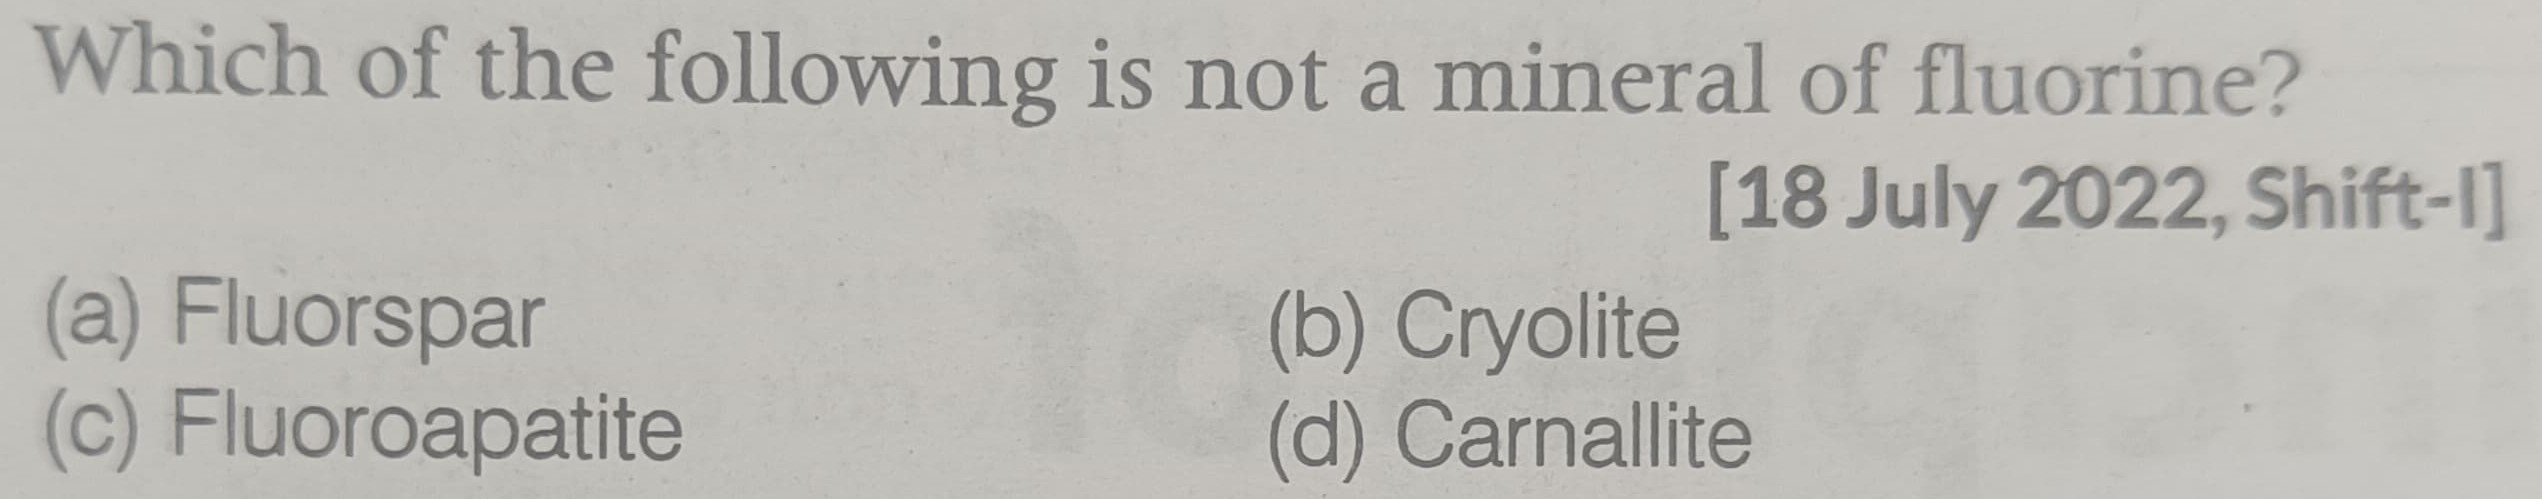 Which of the following is not a mineral of fluorine?
[18 July 2022, Shift-I]
(a) Fluorspar (b) Cryolite
(c) Fluoroapatite (d) Carnallite